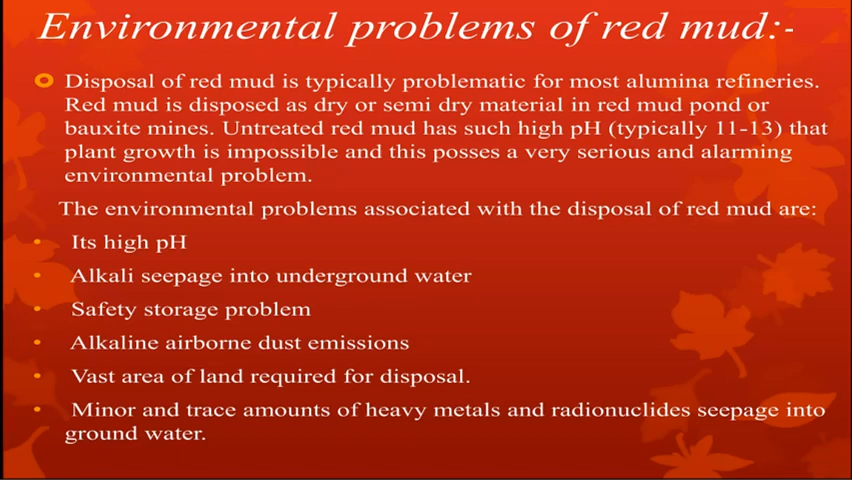 Environmental problems of red mud:-
Disposal of red mud is typically problematic for most alumina refineries.
Red mud is disposed as dry or semi dry material in red mud pond or
bauxite mines. Untreated red mud has such high pH (typically 11-13) that
plant growth is impossible and this posses a very serious and alarming
environmental problem.
The environmental problems associated with the disposal of red mud are:
• Its high pH
• Alkali seepage into underground water
• Safety storage problem
• Alkaline airborne dust emissions
• Vast area of land required for disposal.
• Minor and trace amounts of heavy metals and radionuclides seepage into
ground water.